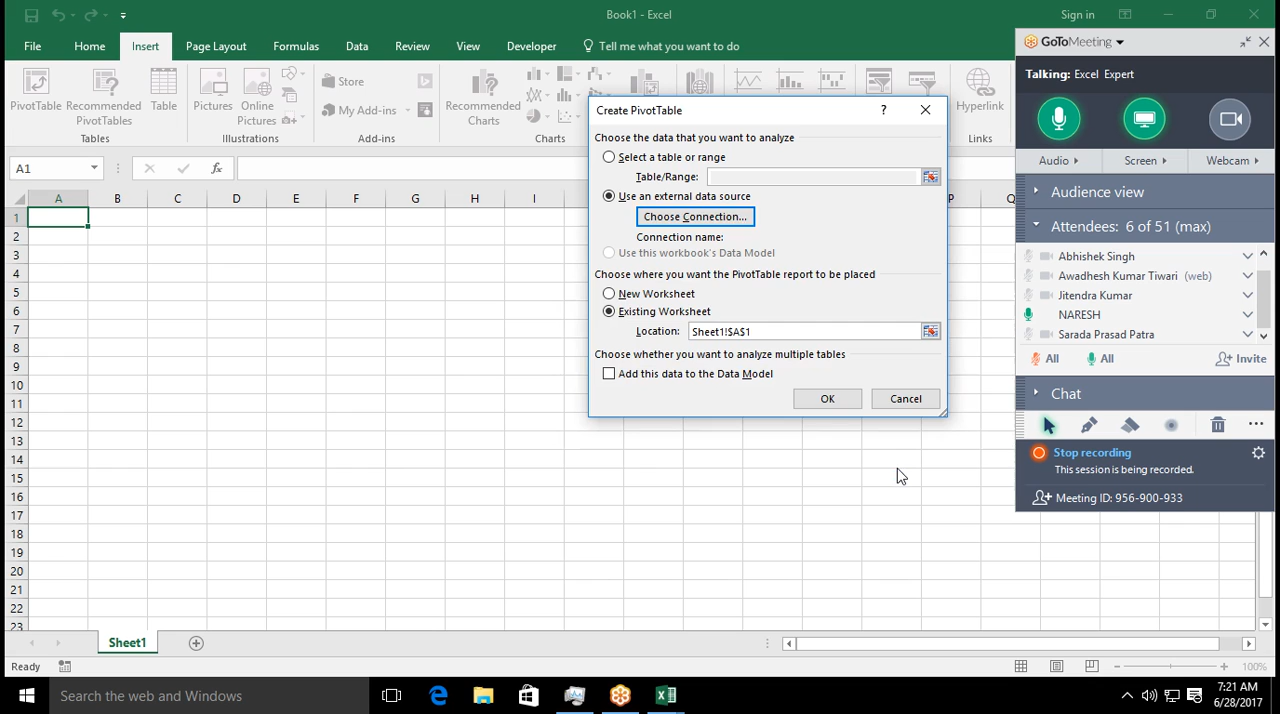 Book1 - Excel
Sign in
File Home Insert Page Layout Formulas Data Review View Developer Tell me what you want to do
PivotTable Recommended PivotTables Table
Tables
Pictures Online Pictures
Illustrations
Store
My Add-ins
Add-ins
Recommended Charts
Charts
Hyperlink
Links
A1
fx
A B C D E F G H I P Q
1
2
3
4
5
6
7
8
9
10
11
12
13
14
15
16
17
18
19
20
21
22
23
Create PivotTable ?
Choose the data that you want to analyze
Select a table or range
Table/Range:
Use an external data source
Choose Connection...
Connection name:
Use this workbook's Data Model
Choose where you want the PivotTable report to be placed
New Worksheet
Existing Worksheet
Location: Sheet1!$A$1
Choose whether you want to analyze multiple tables
Add this data to the Data Model
OK Cancel
GoToMeeting
Talking: Excel Expert
Audio Screen Webcam
Audience view
Attendees: 6 of 51 (max)
Abhishek Singh
Awadhesh Kumar Tiwari (web)
Jitendra Kumar
NARESH
Sarada Prasad Patra
All All Invite
Chat
Stop recording
This session is being recorded.
Meeting ID: 956-900-933
Sheet1
Ready
100%
Search the web and Windows
7:21 AM
6/28/2017